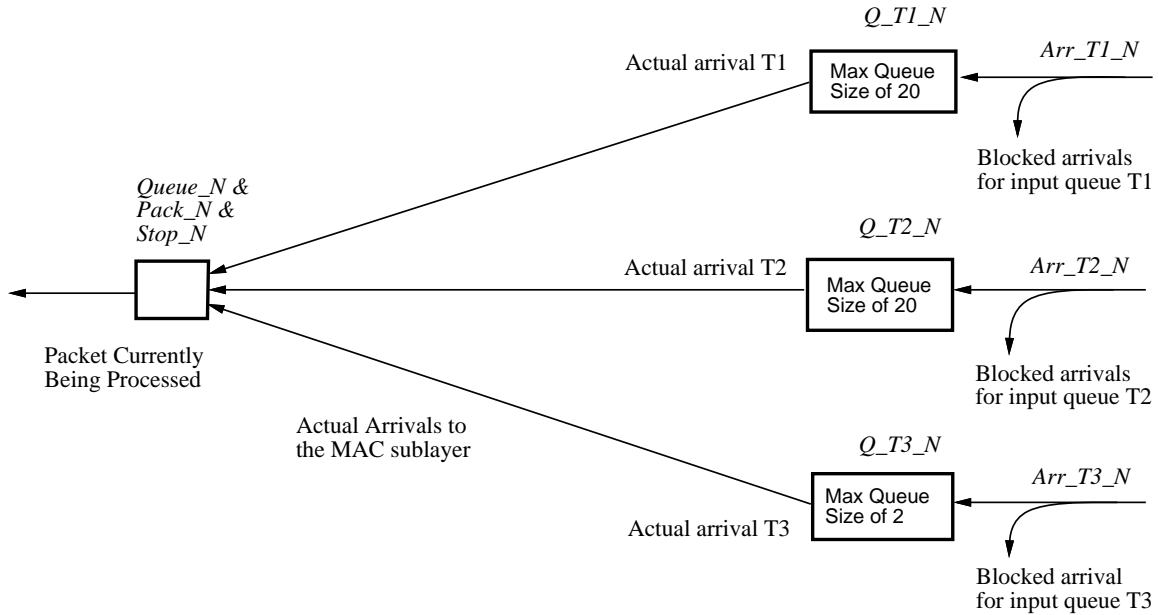 Q_T1_N
Arr_T1_N
Actual arrival T1
Max Queue
Size of 20
Blocked arrivals
for input queue T1
Queue_N &
Pack_N &
Stop_N
Q_T2_N
Arr_T2_N
Actual arrival T2
Max Queue
Size of 20
Packet Currently
Being Processed
Blocked arrivals
for input queue T2
Actual Arrivals to
the MAC sublayer
Q_T3_N
Arr_T3_N
Max Queue
Size of 2
Actual arrival T3
Blocked arrival
for input queue T3